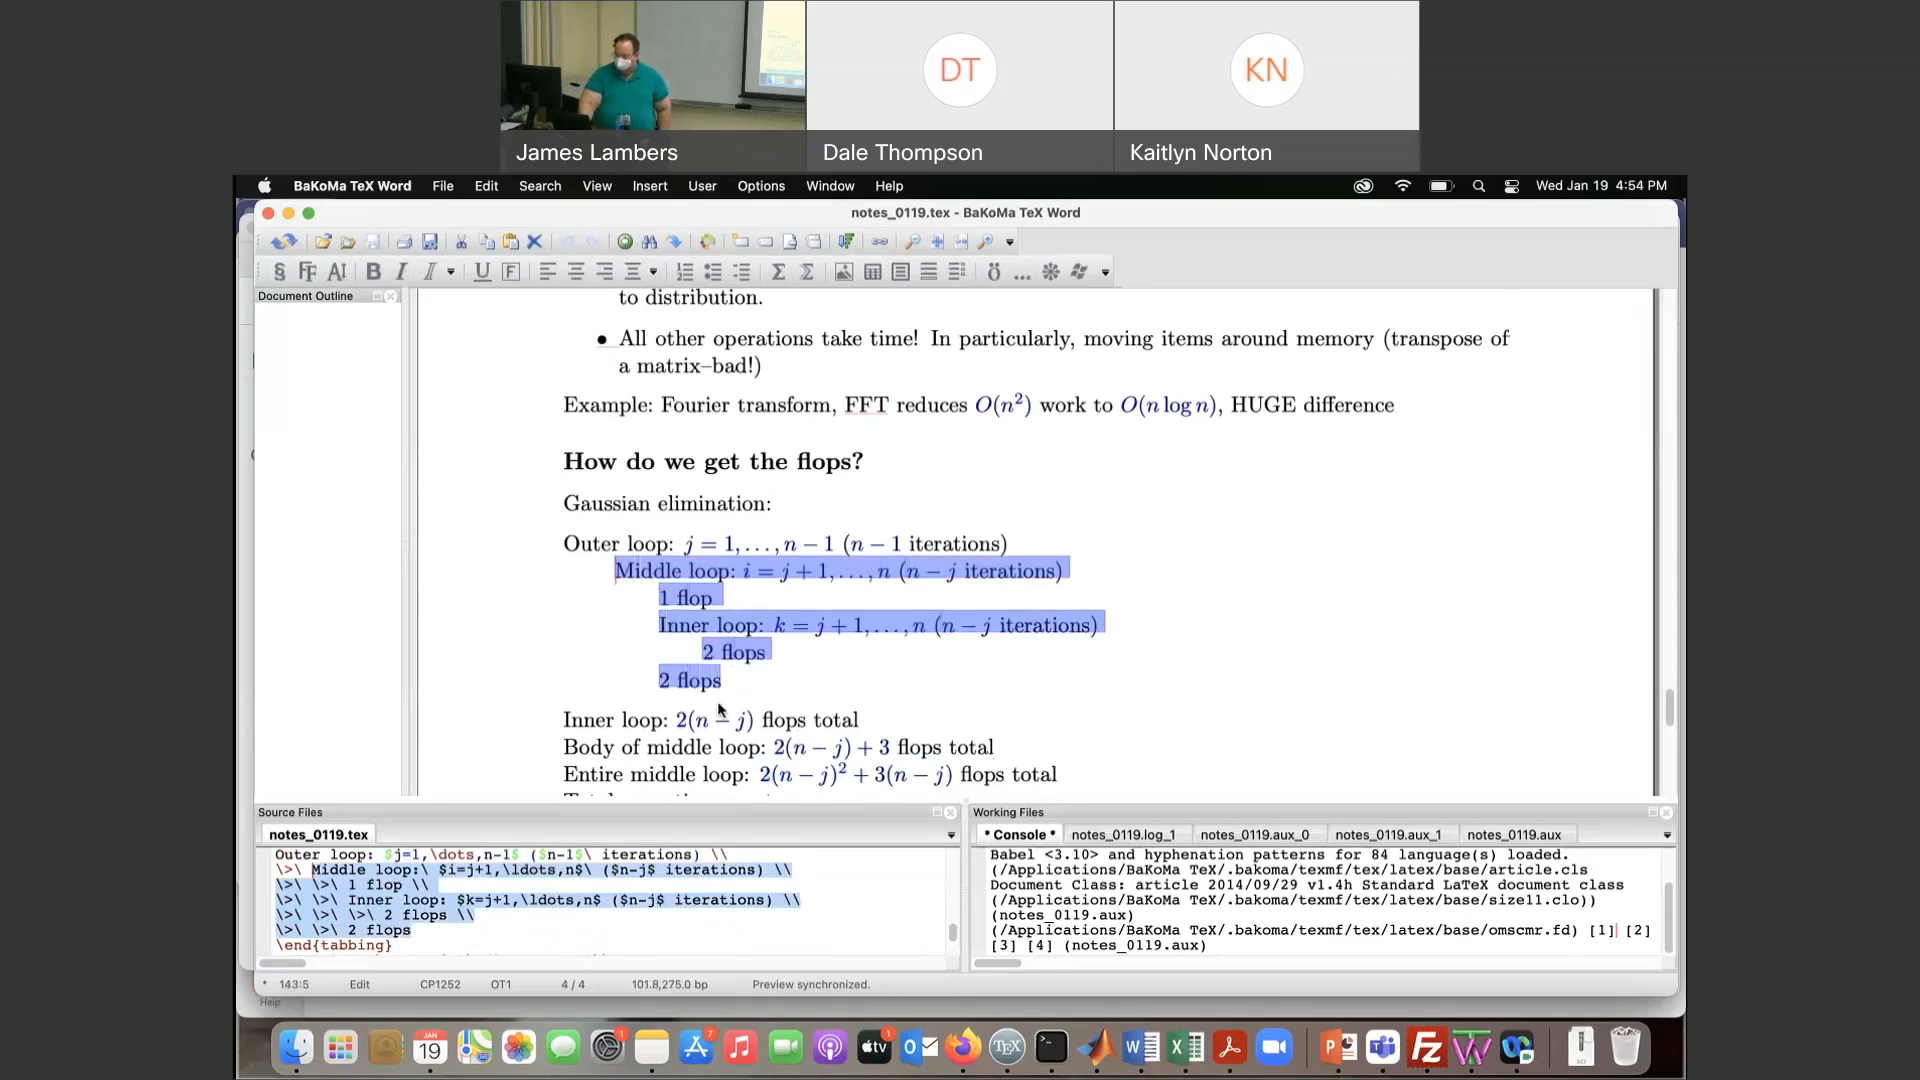 DT
KN
James Lambers
Dale Thompson
Kaitlyn Norton
BaKoMa TeX Word File Edit Search View Insert User Options Window Help Wed Jan 19 4:54 PM
notes_0119.tex - BaKoMa TeX Word
Document Outline
to distribution.
• All other operations take time! In particularly, moving items around memory (transpose of
a matrix–bad!)
Example: Fourier transform, FFT reduces O(n²) work to O(n log n), HUGE difference
How do we get the flops?
Gaussian elimination:
Outer loop: j = 1, . . . , n − 1 (n − 1 iterations)
Middle loop: i = j + 1, . . . , n (n − j iterations)
1 flop
Inner loop: k = j + 1, . . . , n (n − j iterations)
2 flops
2 flops
Inner loop: 2(n − j) flops total
Body of middle loop: 2(n − j) + 3 flops total
Entire middle loop: 2(n − j)² + 3(n − j) flops total
Source Files
notes_0119.tex
Outer loop: $j=1,\dots,n-1$ ($n-1$\ iterations) \\
\>\ Middle loop:\ $i=j+1,\ldots,n$\ ($n-j$ iterations) \\
\>\ \>\ 1 flop \\
\>\ \>\ Inner loop: $k=j+1,\ldots,n$ ($n-j$ iterations) \\
\>\ \>\ \>\ 2 flops \\
\>\ \>\ 2 flops
\end{tabbing}
Working Files
* Console * notes_0119.log_1 notes_0119.aux_0 notes_0119.aux_1 notes_0119.aux
Babel <3.10> and hyphenation patterns for 84 language(s) loaded.
(/Applications/BaKoMa TeX/.bakoma/texmf/tex/latex/base/article.cls
Document Class: article 2014/09/29 v1.4h Standard LaTeX document class
(/Applications/BaKoMa TeX/.bakoma/texmf/tex/latex/base/size11.clo))
(notes_0119.aux)
(/Applications/BaKoMa TeX/.bakoma/texmf/tex/latex/base/omscmr.fd) [1] [2]
[3] [4] (notes_0119.aux)
* 143:5 Edit CP1252 OT1 4 / 4 101.8,275.0 bp Preview synchronized.
Help
JAN
19
tv
TEX